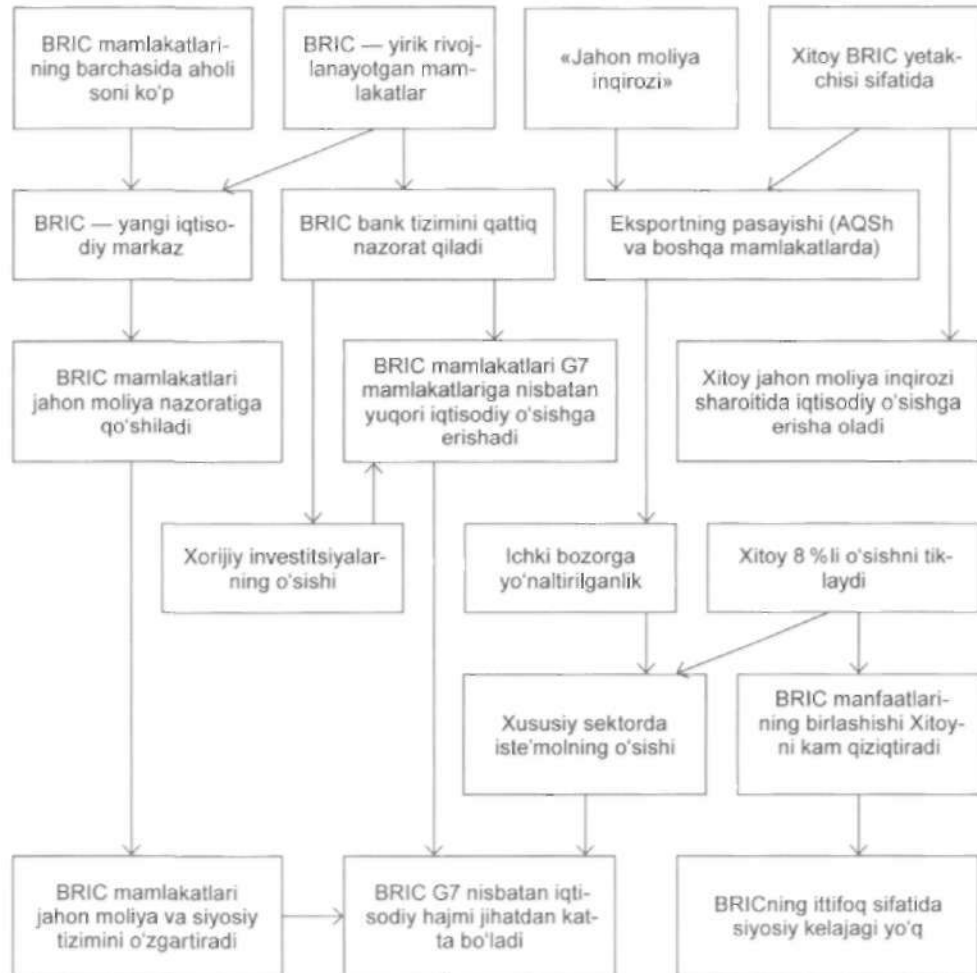 BRIC mamlakatlari-
ning barchasida aholi
soni ko‘p
BRIC — yirik rivoj-
lanayotgan mam-
lakatlar
«Jahon moliya
inqirozi»
Xitoy BRIC yetak-
chisi sifatida
BRIC — yangi iqtiso-
diy markaz
BRIC bank tizimini qattiq
nazorat qiladi
Eksportning pasayishi (AQSh
va boshqa mamlakatlarda)
BRIC mamlakatlari
jahon moliya nazoratiga
qo‘shiladi
BRIC mamlakatlari G7
mamlakatlariga nisbatan
yuqori iqtisodiy o‘sishga
erishadi
Xitoy jahon moliya inqirozi
sharoitida iqtisodiy o‘sishga
erisha oladi
Xorijiy investitsiyalar-
ning o‘sishi
Ichki bozorga
yo‘naltirilganlik
Xitoy 8 %li o‘sishni tik-
laydi
Xususiy sektorda
iste’molning o‘sishi
BRIC manfaatlari-
ning birlashishi Xitoy-
ni kam qiziqtiradi
BRIC mamlakatlari
jahon moliya va siyosiy
tizimini o‘zgartiradi
BRIC G7 nisbatan iqti-
sodiy hajmi jihatdan kat-
ta bo‘ladi
BRICning ittifoq sifatida
siyosiy kelajagi yo‘q